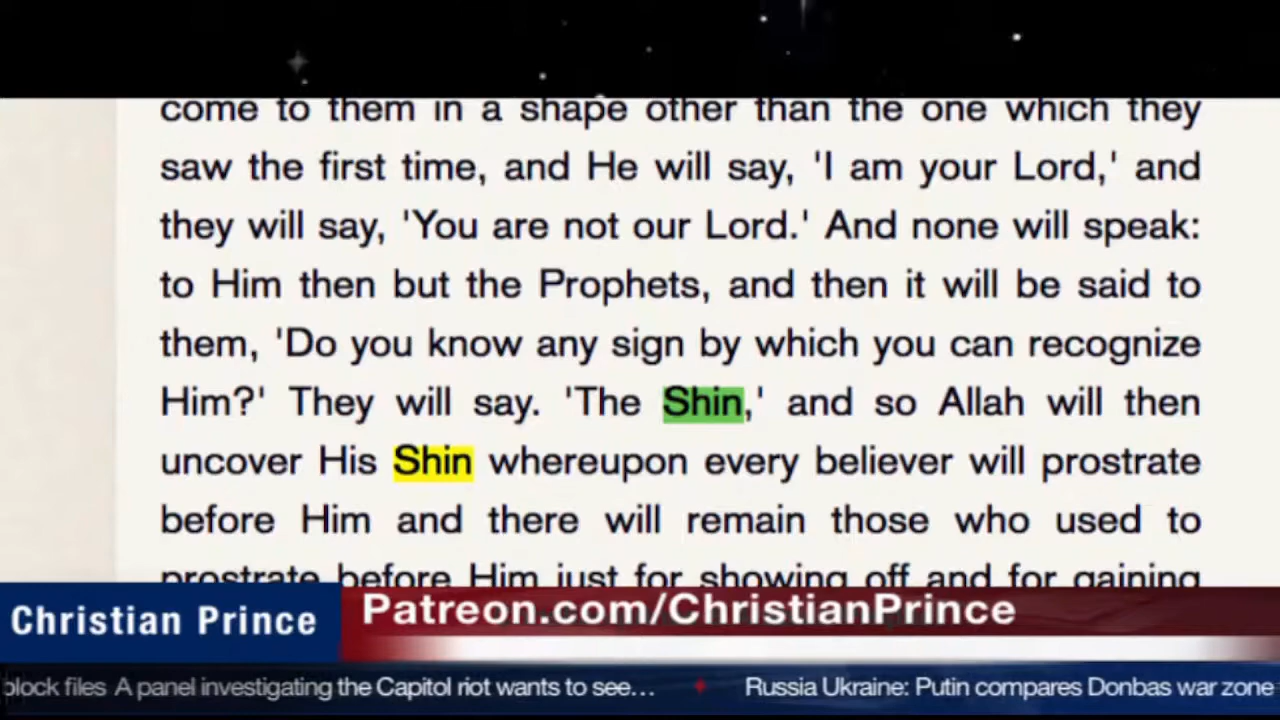 come to them in a shape other than the one which they
saw the first time, and He will say, 'I am your Lord,' and
they will say, 'You are not our Lord.' And none will speak:
to Him then but the Prophets, and then it will be said to
them, 'Do you know any sign by which you can recognize
Him?' They will say. 'The Shin,' and so Allah will then
uncover His Shin whereupon every believer will prostrate
before Him and there will remain those who used to
prostrate before Him just for showing off and for gaining
Christian Prince
Patreon.com/ChristianPrince
block files A panel investigating the Capitol riot wants to see... Russia Ukraine: Putin compares Donbas war zone